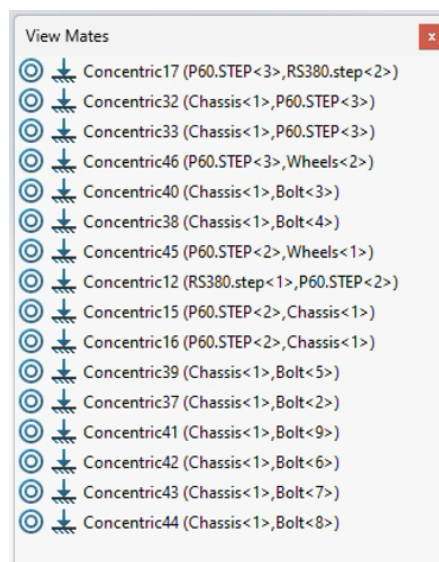 View Mates
x
Concentric17 (P60.STEP<3>,RS380.step<2>)
Concentric32 (Chassis<1>,P60.STEP<3>)
Concentric33 (Chassis<1>,P60.STEP<3>)
Concentric46 (P60.STEP<3>,Wheels<2>)
Concentric40 (Chassis<1>,Bolt<3>)
Concentric38 (Chassis<1>,Bolt<4>)
Concentric45 (P60.STEP<2>,Wheels<1>)
Concentric12 (RS380.step<1>,P60.STEP<2>)
Concentric15 (P60.STEP<2>,Chassis<1>)
Concentric16 (P60.STEP<2>,Chassis<1>)
Concentric39 (Chassis<1>,Bolt<5>)
Concentric37 (Chassis<1>,Bolt<2>)
Concentric41 (Chassis<1>,Bolt<9>)
Concentric42 (Chassis<1>,Bolt<6>)
Concentric43 (Chassis<1>,Bolt<7>)
Concentric44 (Chassis<1>,Bolt<8>)